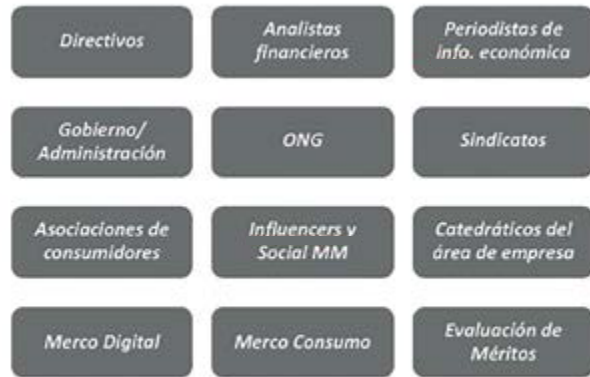 Directivos
Analistas
financieros
Periodistas de
info. económica
Gobierno/
Administración
ONG
Sindicatos
Asociaciones de
consumidores
Influencers y
Social MM
Catedráticos del
área de empresa
Merco Digital
Merco Consumo
Evaluación de
Méritos